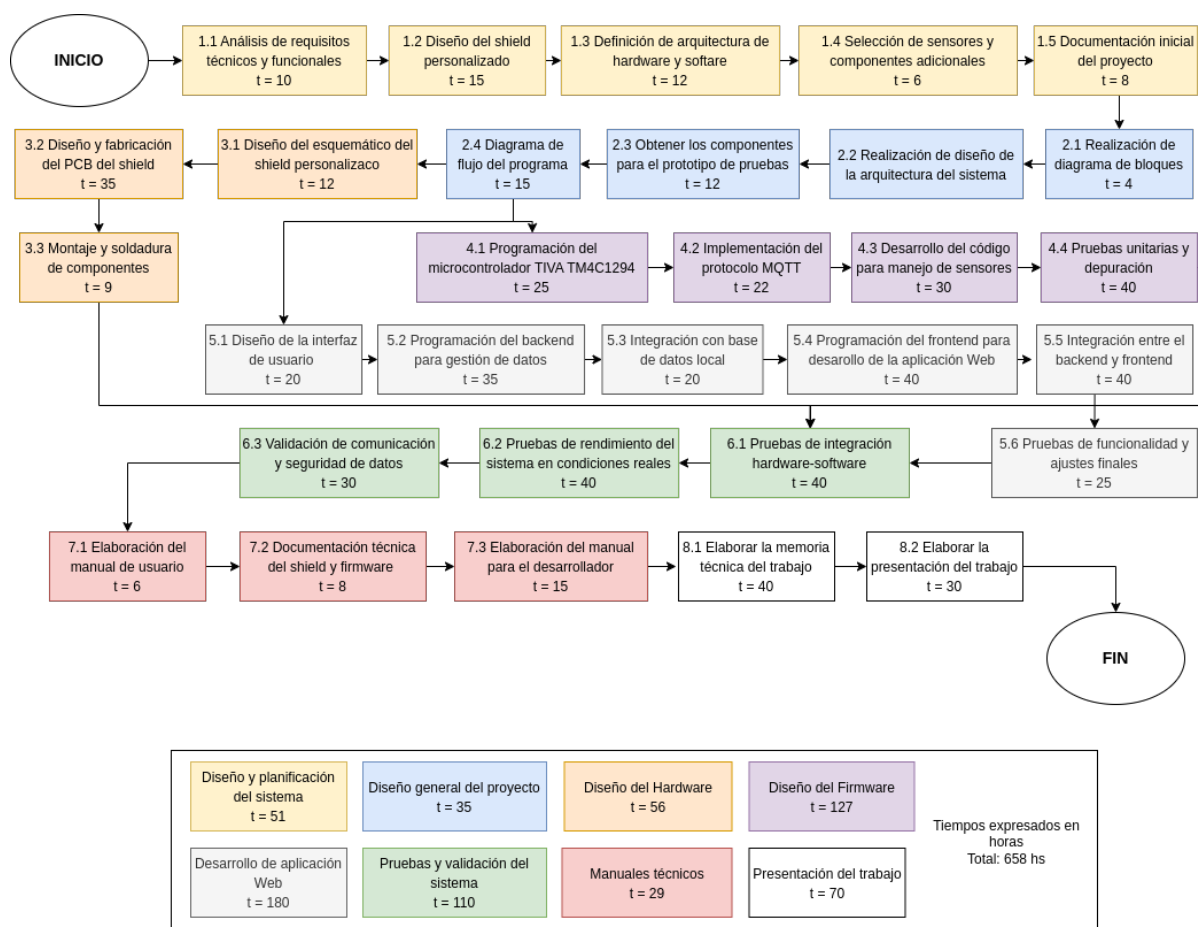 INICIO
1.1 Análisis de requisitos
técnicos y funcionales
t = 10
1.2 Diseño del shield
personalizado
t = 15
1.3 Definición de arquitectura de
hardware y softare
t = 12
1.4 Selección de sensores y
componentes adicionales
t = 6
1.5 Documentación inicial
del proyecto
t = 8
3.2 Diseño y fabricación
del PCB del shield
t = 35
3.1 Diseño del esquemático del
shield personalizaco
t = 12
2.4 Diagrama de
flujo del programa
t = 15
2.3 Obtener los componentes
para el prototipo de pruebas
t = 12
2.2 Realización de diseño de
la arquitectura del sistema
2.1 Realización de
diagrama de bloques
t = 4
3.3 Montaje y soldadura
de componentes
t = 9
4.1 Programación del
microcontrolador TIVA TM4C1294
t = 25
4.2 Implementación del
protocolo MQTT
t = 22
4.3 Desarrollo del código
para manejo de sensores
t = 30
4.4 Pruebas unitarias y
depuración
t = 40
5.1 Diseño de la interfaz
de usuario
t = 20
5.2 Programación del backend
para gestión de datos
t = 35
5.3 Integración con base
de datos local
t = 20
5.4 Programación del frontend para
desarollo de la aplicación Web
t = 40
5.5 Integración entre el
backend y frontend
t = 40
6.3 Validación de comunicación
y seguridad de datos
t = 30
6.2 Pruebas de rendimiento del
sistema en condiciones reales
t = 40
6.1 Pruebas de integración
hardware-software
t = 40
5.6 Pruebas de funcionalidad y
ajustes finales
t = 25
7.1 Elaboración del
manual de usuario
t = 6
7.2 Documentación técnica
del shield y firmware
t = 8
7.3 Elaboración del manual
para el desarrollador
t = 15
8.1 Elaborar la memoria
técnica del trabajo
t = 40
8.2 Elaborar la
presentación del trabajo
t = 30
FIN
Diseño y planificación
del sistema
t = 51
Diseño general del proyecto
t = 35
Diseño del Hardware
t = 56
Diseño del Firmware
t = 127
Tiempos expresados en
horas
Total: 658 hs
Desarrollo de aplicación
Web
t = 180
Pruebas y validación del
sistema
t = 110
Manuales técnicos
t = 29
Presentación del trabajo
t = 70